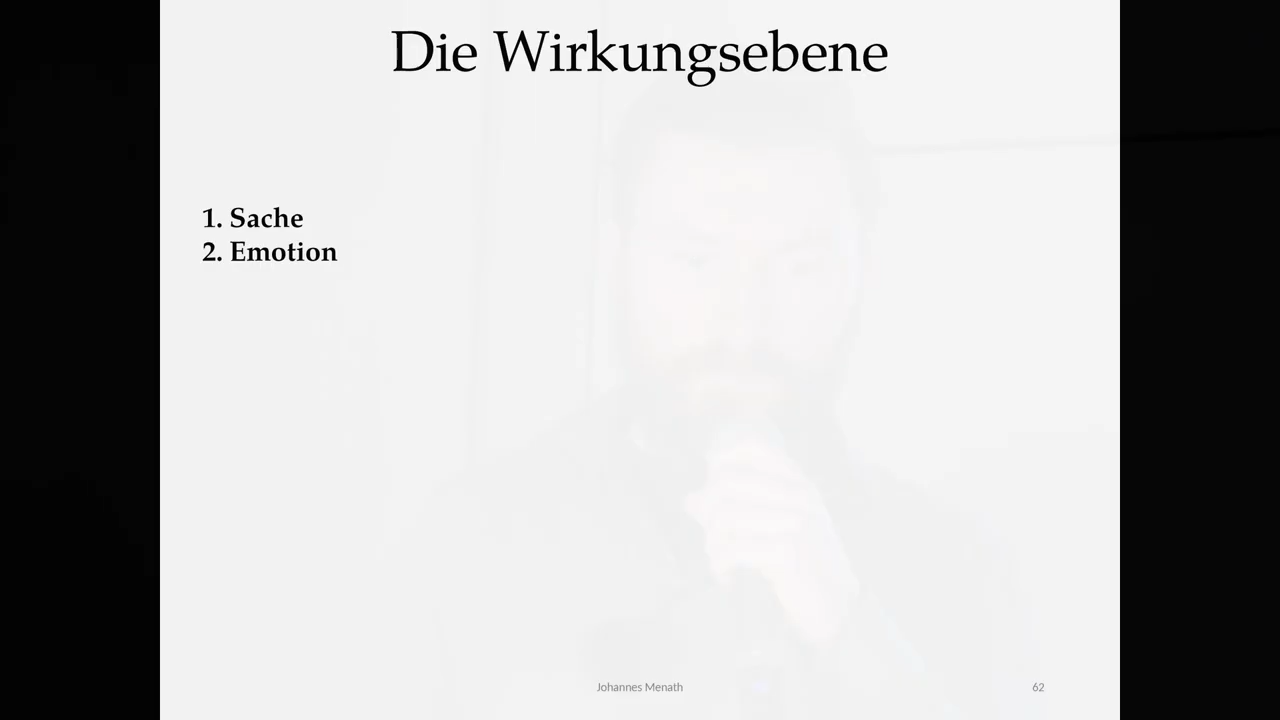 Die Wirkungsebene
1. Sache
2. Emotion
Johannes Menath
62